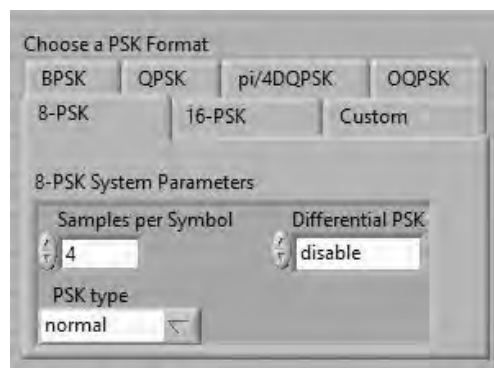 Choose a PSK Format
BPSK QPSK pi/4DQPSK OQPSK
8-PSK 16-PSK Custom
8-PSK System Parameters
Samples per Symbol Differential PSK
4 disable
PSK type
normal